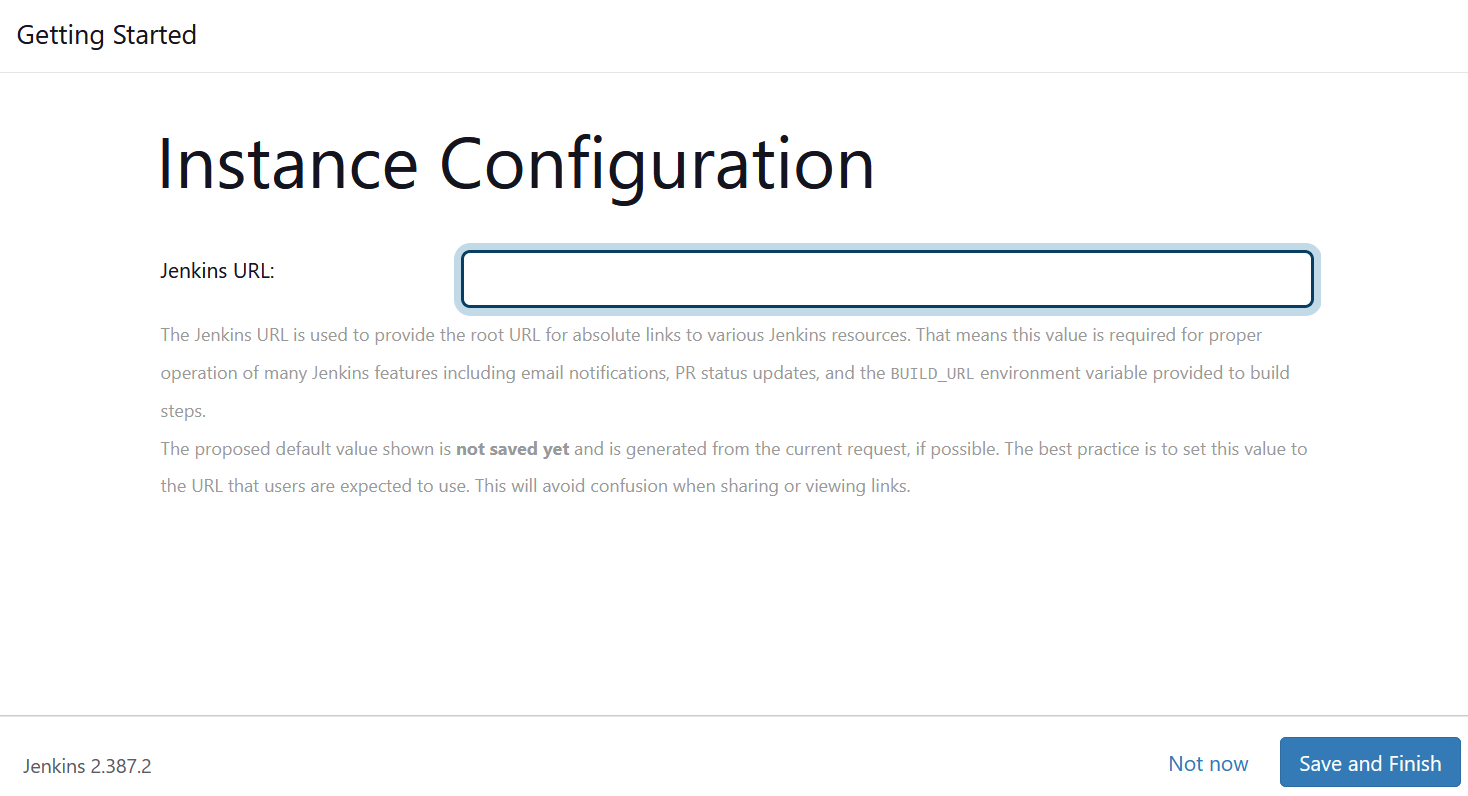 Getting Started
Instance Configuration
Jenkins URL:
The Jenkins URL is used to provide the root URL for absolute links to various Jenkins resources. That means this value is required for proper
operation of many Jenkins features including email notifications, PR status updates, and the BUILD_URL environment variable provided to build
steps.
The proposed default value shown is not saved yet and is generated from the current request, if possible. The best practice is to set this value to
the URL that users are expected to use. This will avoid confusion when sharing or viewing links.
Jenkins 2.387.2
Not now
Save and Finish